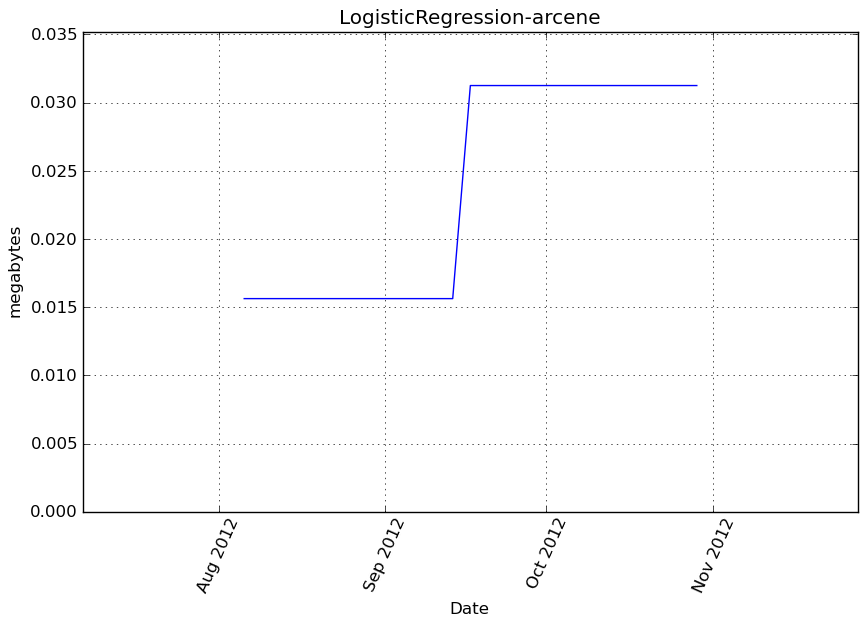 LogisticRegression-arcene
0.035
0.030
0.025
0.020
0.015
0.010
0.005
0.000
megabytes
Aug 2012
Sep 2012
Oct 2012
Nov 2012
Date